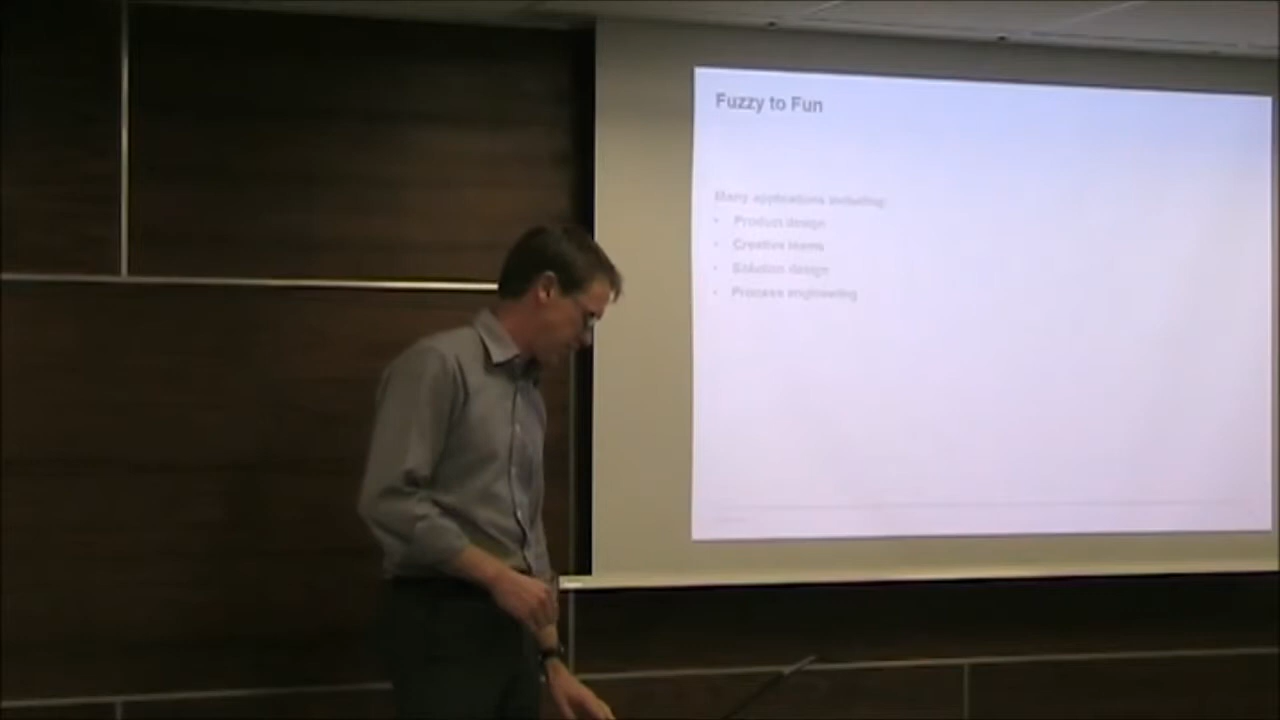 Fuzzy to Fun
Many applications including:
• Product design
• Creative teams
• Solution design
• Process engineering